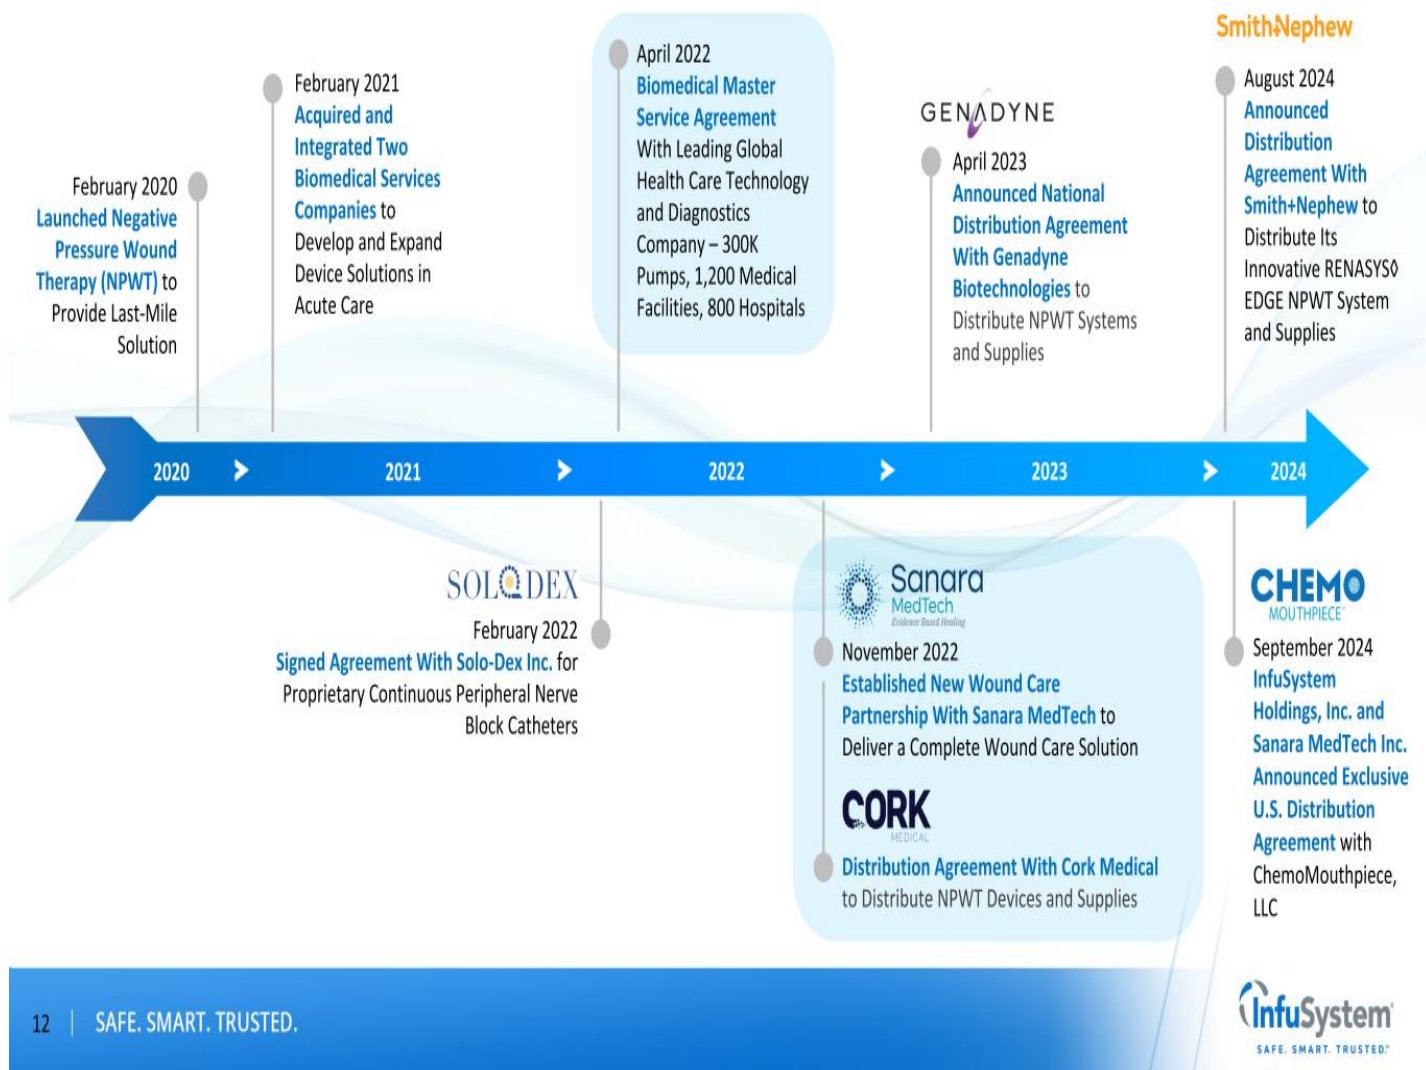 February 2020
Launched Negative
Pressure Wound
Therapy (NPWT) to
Provide Last-Mile
Solution
February 2021
Acquired and
Integrated Two
Biomedical Services
Companies to
Develop and Expand
Device Solutions in
Acute Care
April 2022
Biomedical Master
Service Agreement
With Leading Global
Health Care Technology
and Diagnostics
Company – 300K
Pumps, 1,200 Medical
Facilities, 800 Hospitals
GENADYNE
April 2023
Announced National
Distribution Agreement
With Genadyne
Biotechnologies to
Distribute NPWT Systems
and Supplies
Smith+Nephew
August 2024
Announced
Distribution
Agreement With
Smith+Nephew to
Distribute Its
Innovative RENASYS◊
EDGE NPWT System
and Supplies
2020 > 2021 > 2022 > 2023 > 2024
SOLODEX
February 2022
Signed Agreement With Solo-Dex Inc. for
Proprietary Continuous Peripheral Nerve
Block Catheters
Sanara
MedTech
Evidence Based Healing
November 2022
Established New Wound Care
Partnership With Sanara MedTech to
Deliver a Complete Wound Care Solution
CORK
MEDICAL
Distribution Agreement With Cork Medical
to Distribute NPWT Devices and Supplies
CHEMO
MOUTHPIECE
September 2024
InfuSystem
Holdings, Inc. and
Sanara MedTech Inc.
Announced Exclusive
U.S. Distribution
Agreement with
ChemoMouthpiece,
LLC
12 | SAFE. SMART. TRUSTED.
InfuSystem
SAFE. SMART. TRUSTED.